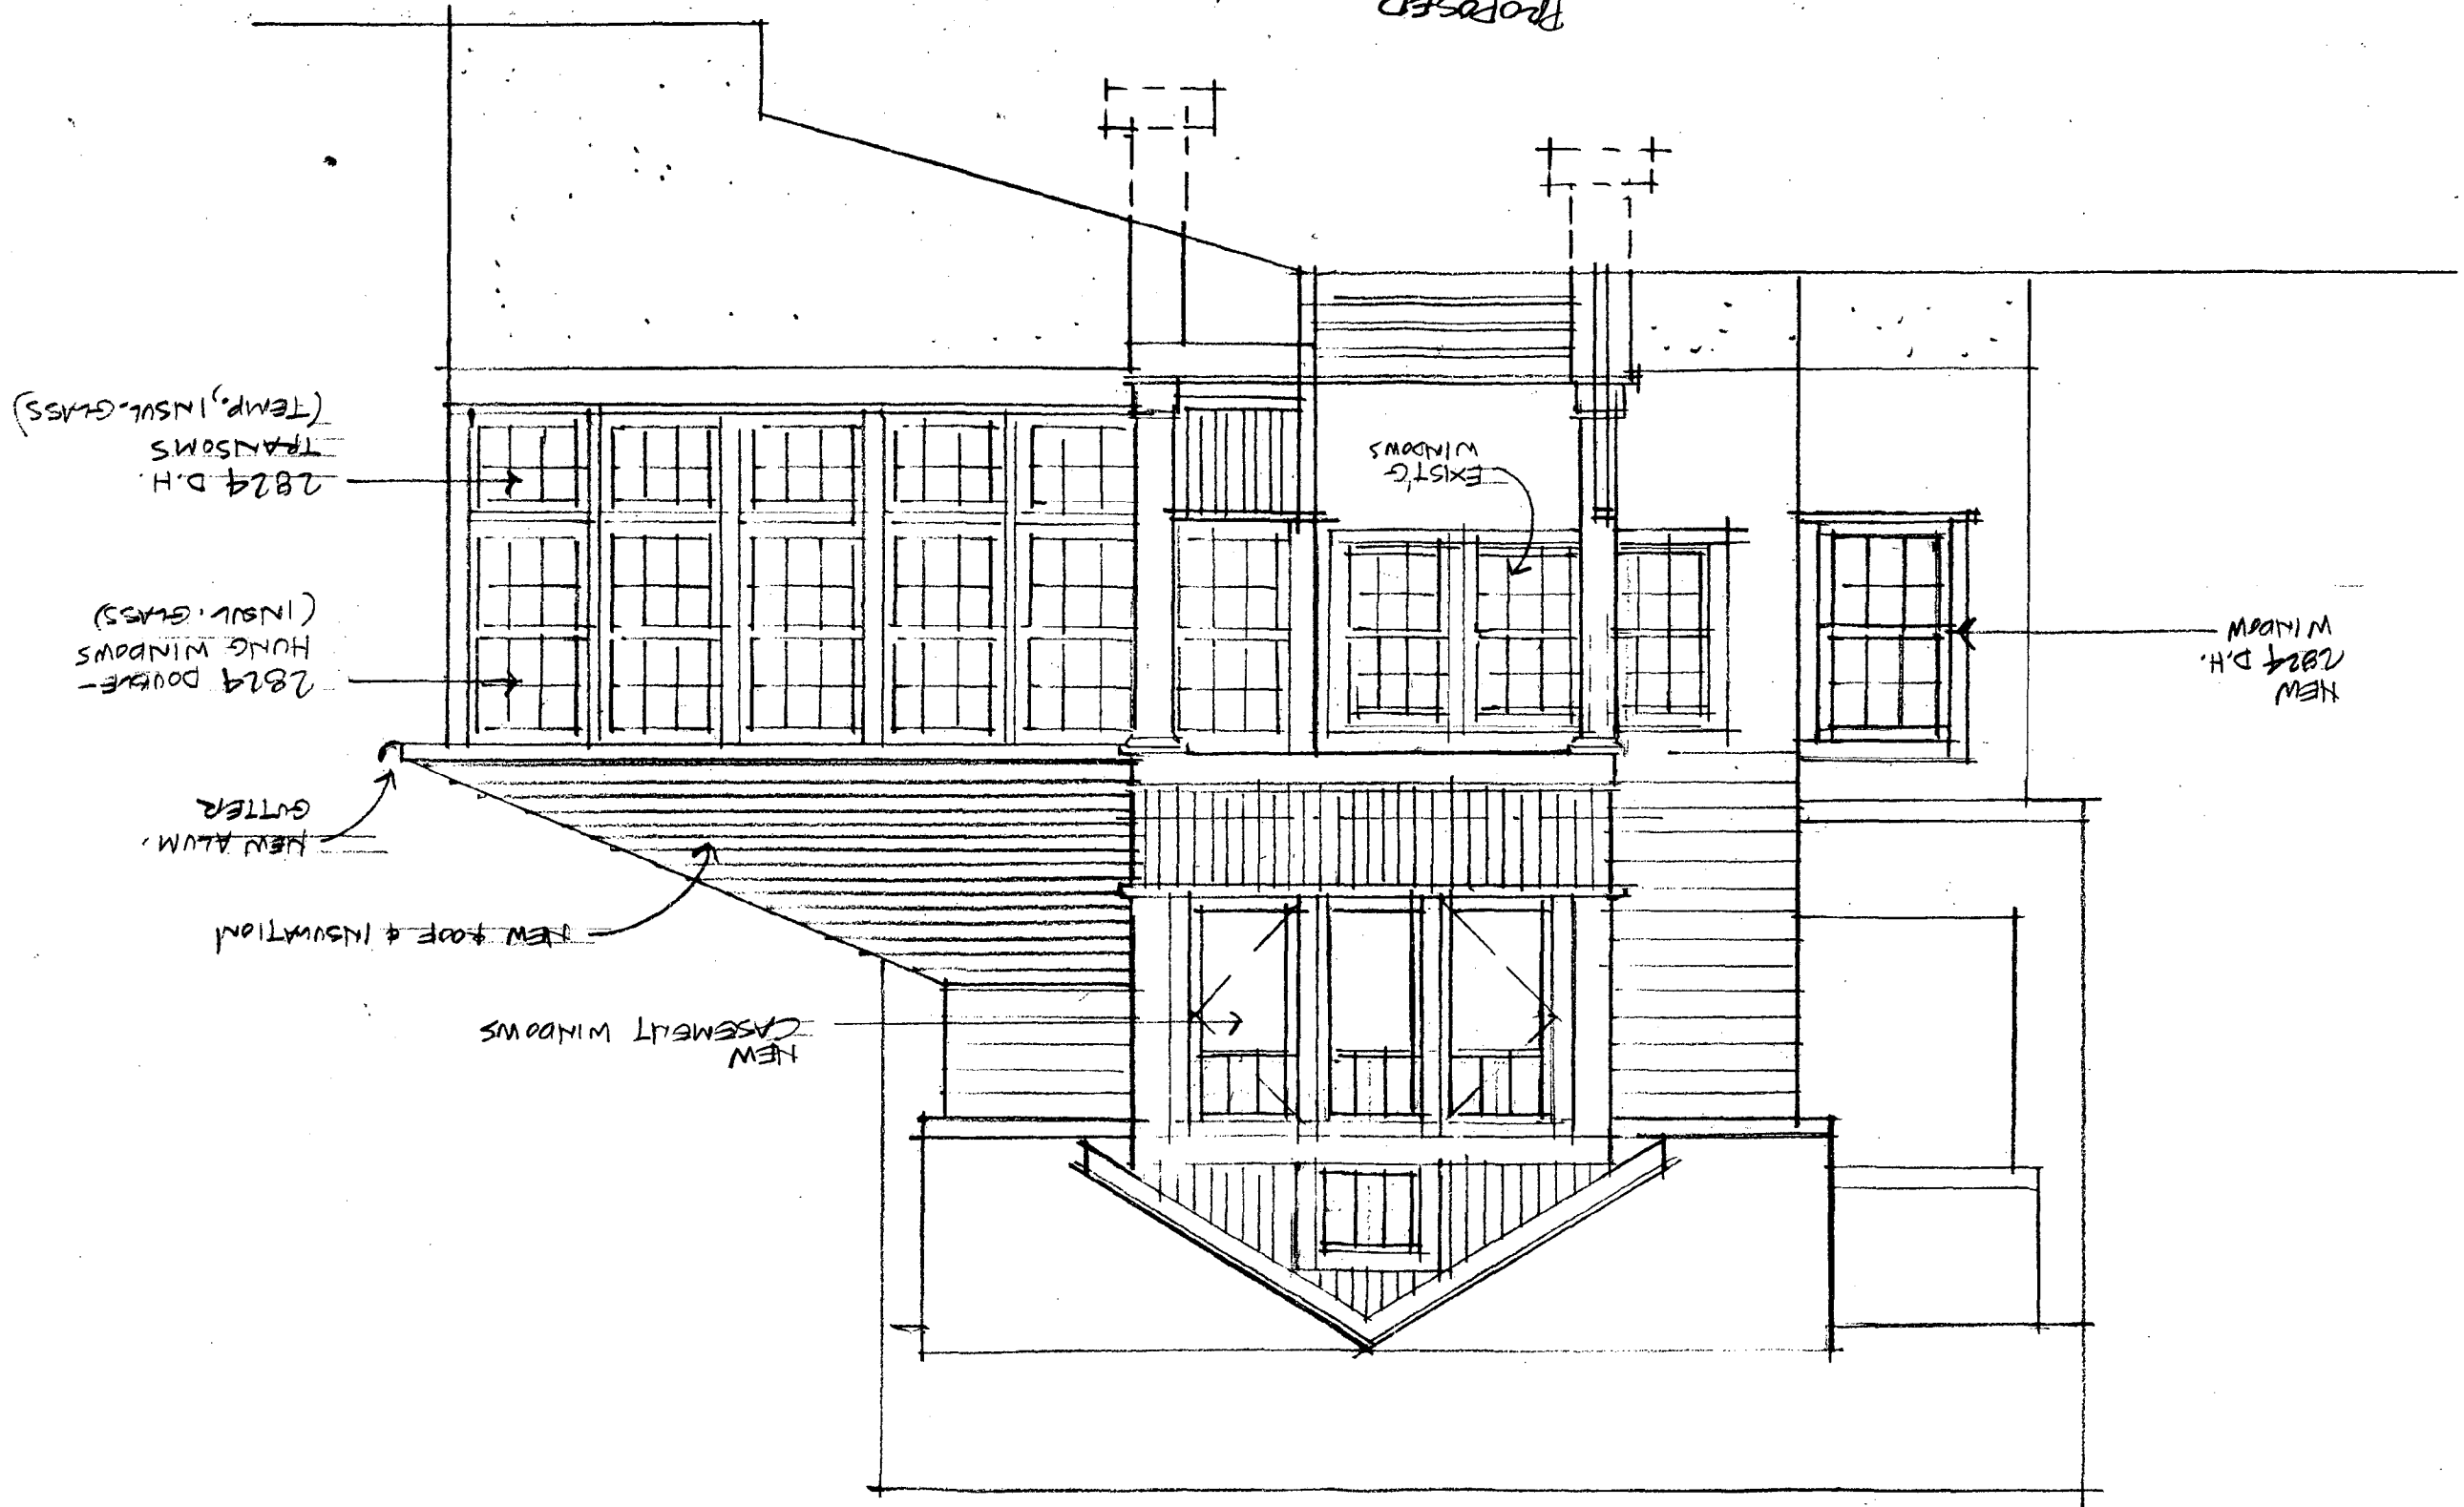 NEW
CASEMENT WINDOWS
NEW ROOF & INSULATION
NEW ALUM.
GUTTER
NEW
2824 D.H.
WINDOW
2824 DOUBLE-
HUNG WINDOWS
(INSUL. GLASS)
EXIST'G
WINDOWS
2824 D.H.
TRANSOMS
(TEMP., INSUL. GLASS)
PROPOSED